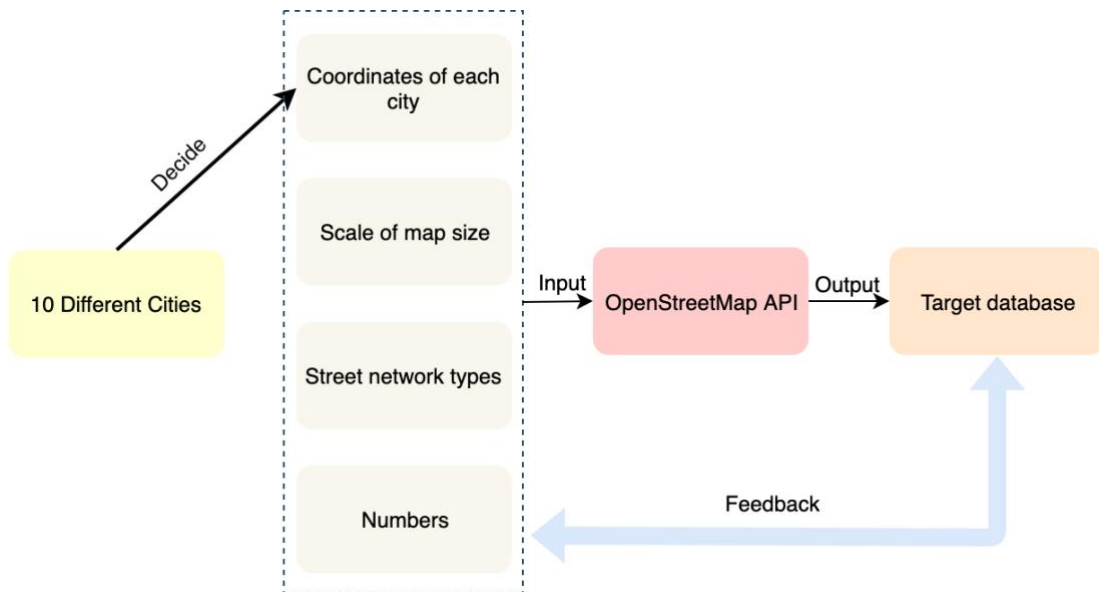 Coordinates of each
city
Decide
Scale of map size
10 Different Cities
Input
OpenStreetMap API
Output
Target database
Street network types
Numbers
Feedback